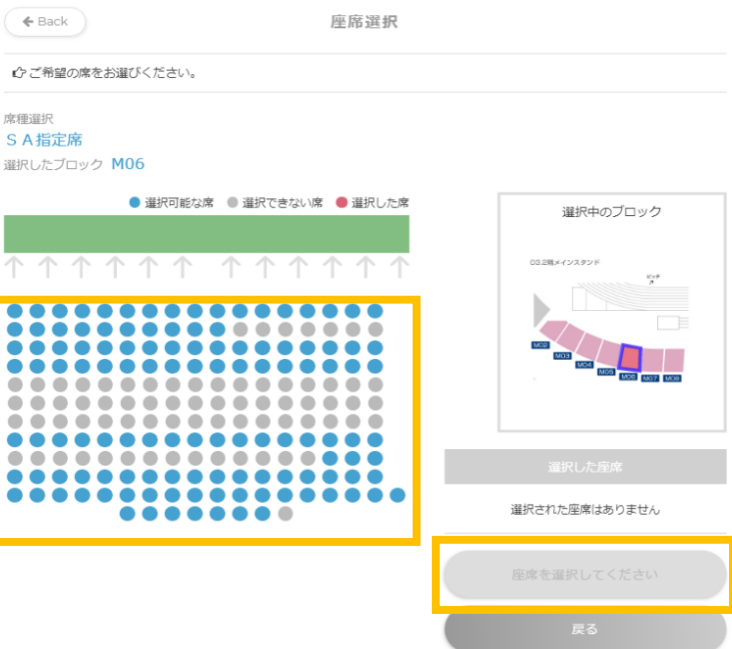 Back
座席選択
ご希望の席をお選びください。
席種選択
ＳＡ指定席
選択したブロック M06
選択可能な席 選択できない席 選択した席
選択中のブロック
03.2階メインスタンド
ピッチ
M02
M03
M04
M05
M06
M07
M08
選択した座席
選択された座席はありません
座席を選択してください
戻る